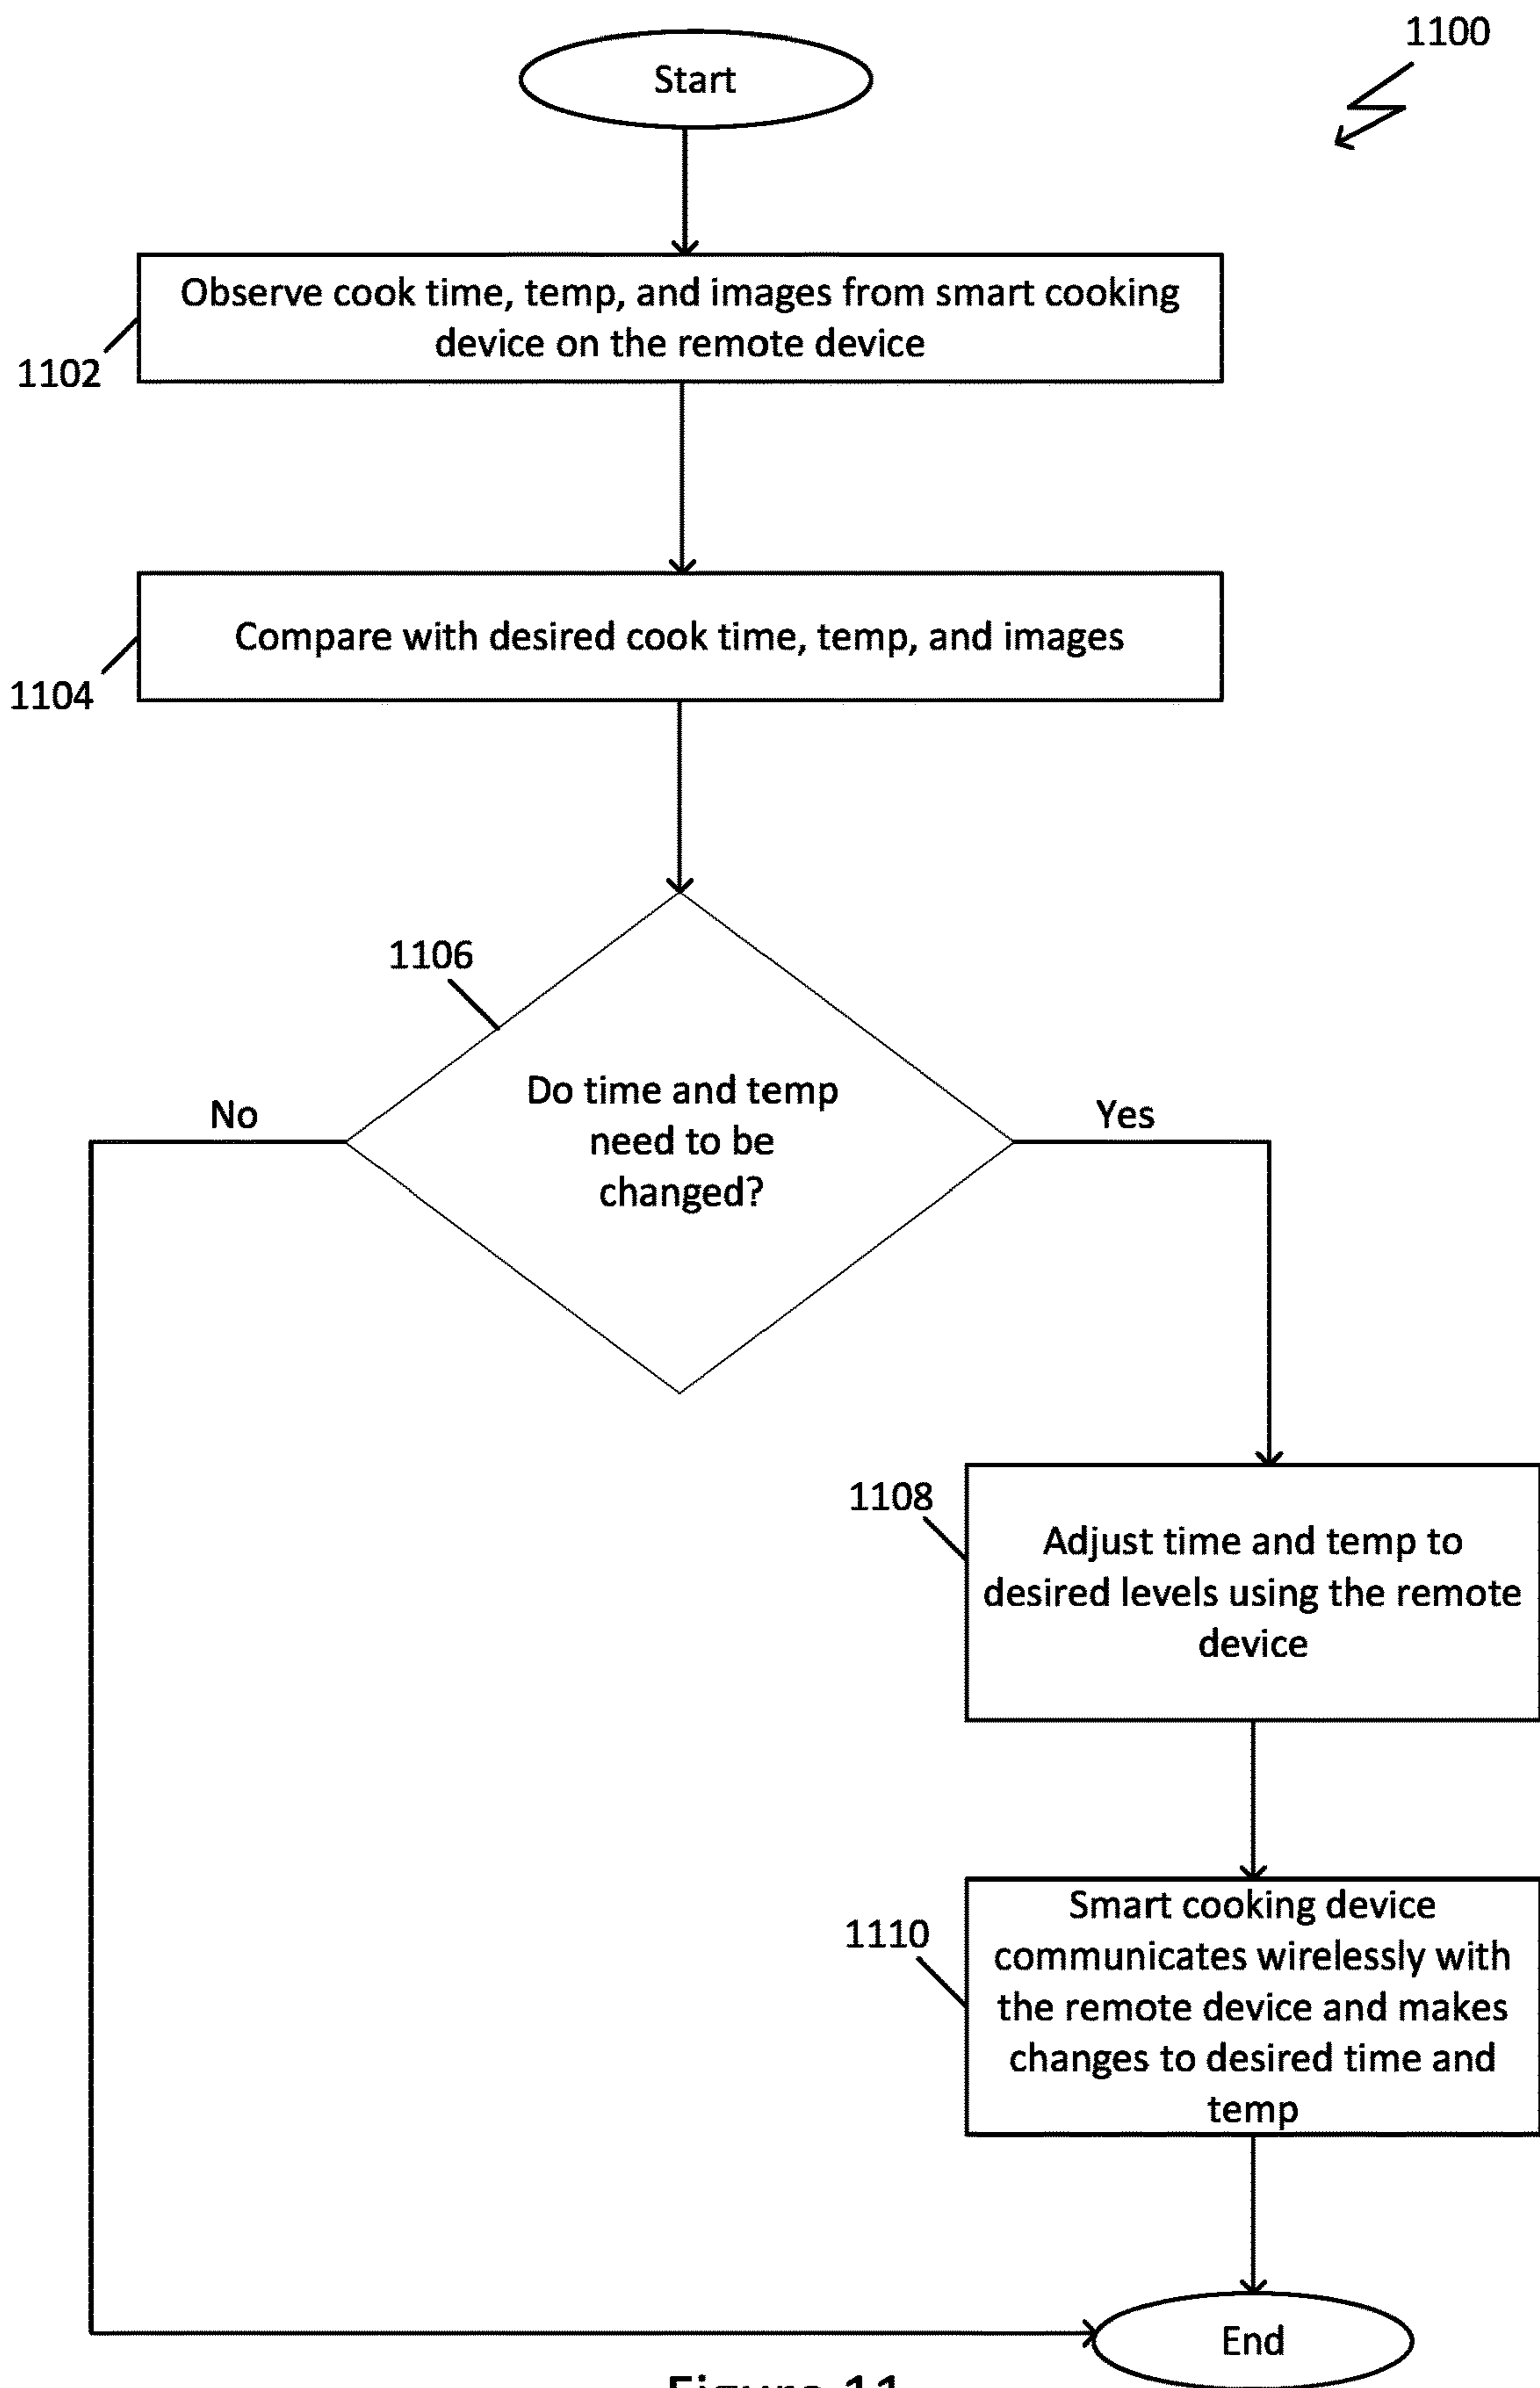 1100
Start
Observe cook time, temp, and images from smart cooking
device on the remote device
1102
Compare with desired cook time, temp, and images
1104
1106
Do time and temp
need to be
changed?
No
Yes
1108
Adjust time and temp to
desired levels using the remote
device
1110
Smart cooking device
communicates wirelessly with
the remote device and makes
changes to desired time and
temp
End
Figure 11